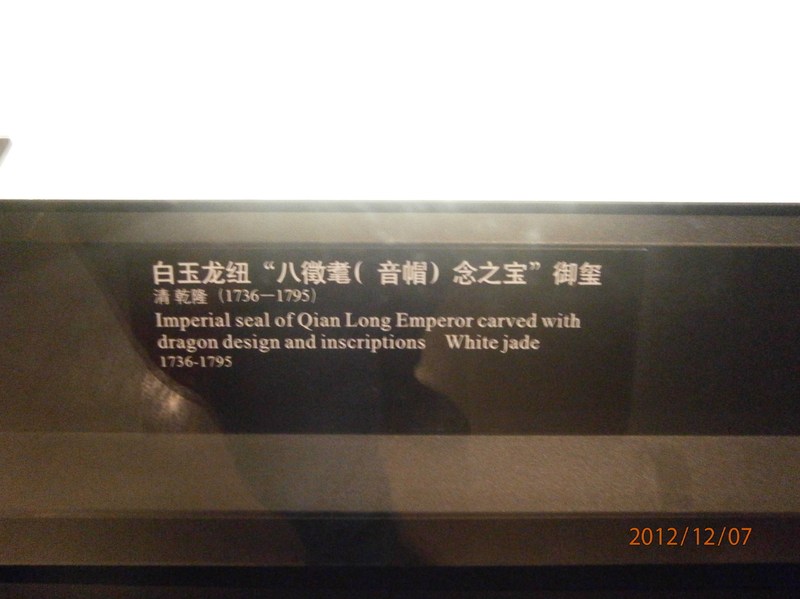 白玉龙纽“八徵耄（音帽）念之宝”御玺
清 乾隆（1736－1795）
Imperial seal of Qian Long Emperor carved with
dragon design and inscriptions White jade
1736-1795
2012/12/07